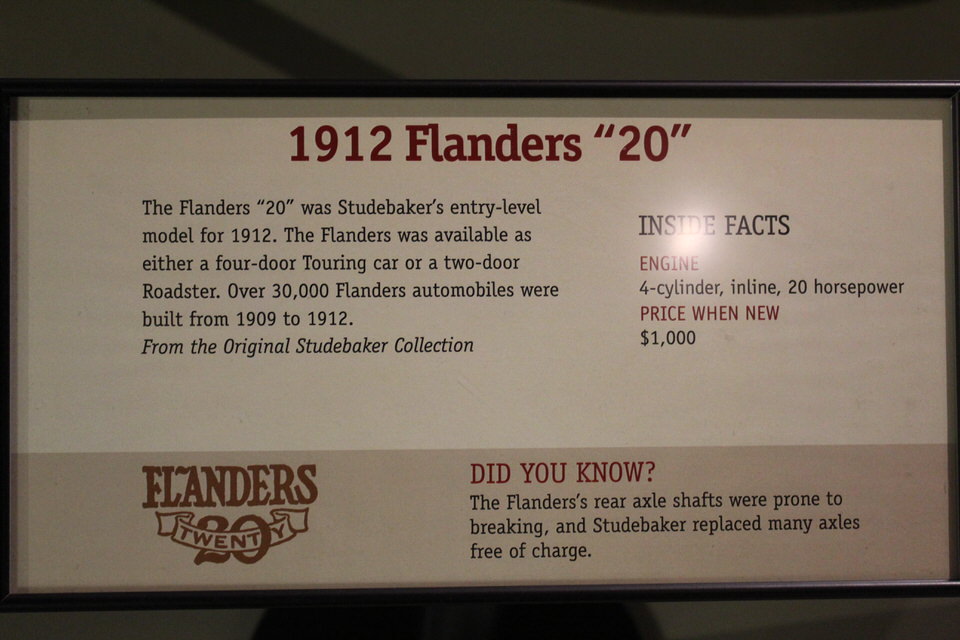 1912 Flanders “20”
The Flanders “20” was Studebaker’s entry-level
model for 1912. The Flanders was available as
either a four-door Touring car or a two-door
Roadster. Over 30,000 Flanders automobiles were
built from 1909 to 1912.
From the Original Studebaker Collection
INSIDE FACTS
ENGINE
4-cylinder, inline, 20 horsepower
PRICE WHEN NEW
$1,000
FLANDERS
20
TWENTY
DID YOU KNOW?
The Flanders’s rear axle shafts were prone to
breaking, and Studebaker replaced many axles
free of charge.